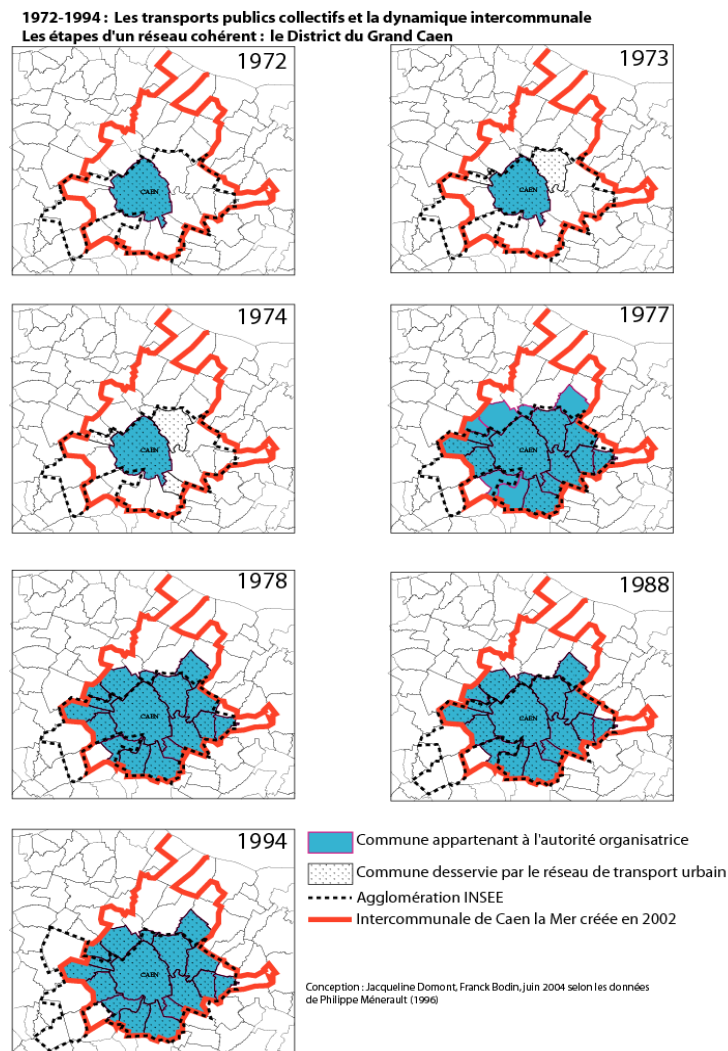 1972-1994 : Les transports publics collectifs et la dynamique intercommunale
Les étapes d'un réseau cohérent : le District du Grand Caen
1972
CAEN
1973
CAEN
1974
CAEN
1977
CAEN
1978
CAEN
1988
CAEN
1994
CAEN
Commune appartenant à l'autorité organisatrice
Commune desservie par le réseau de transport urbain
Agglomération INSEE
Intercommunale de Caen la Mer créée en 2002
Conception : Jacqueline Domont, Franck Bodin, juin 2004 selon les données
de Philippe Ménerault (1996)